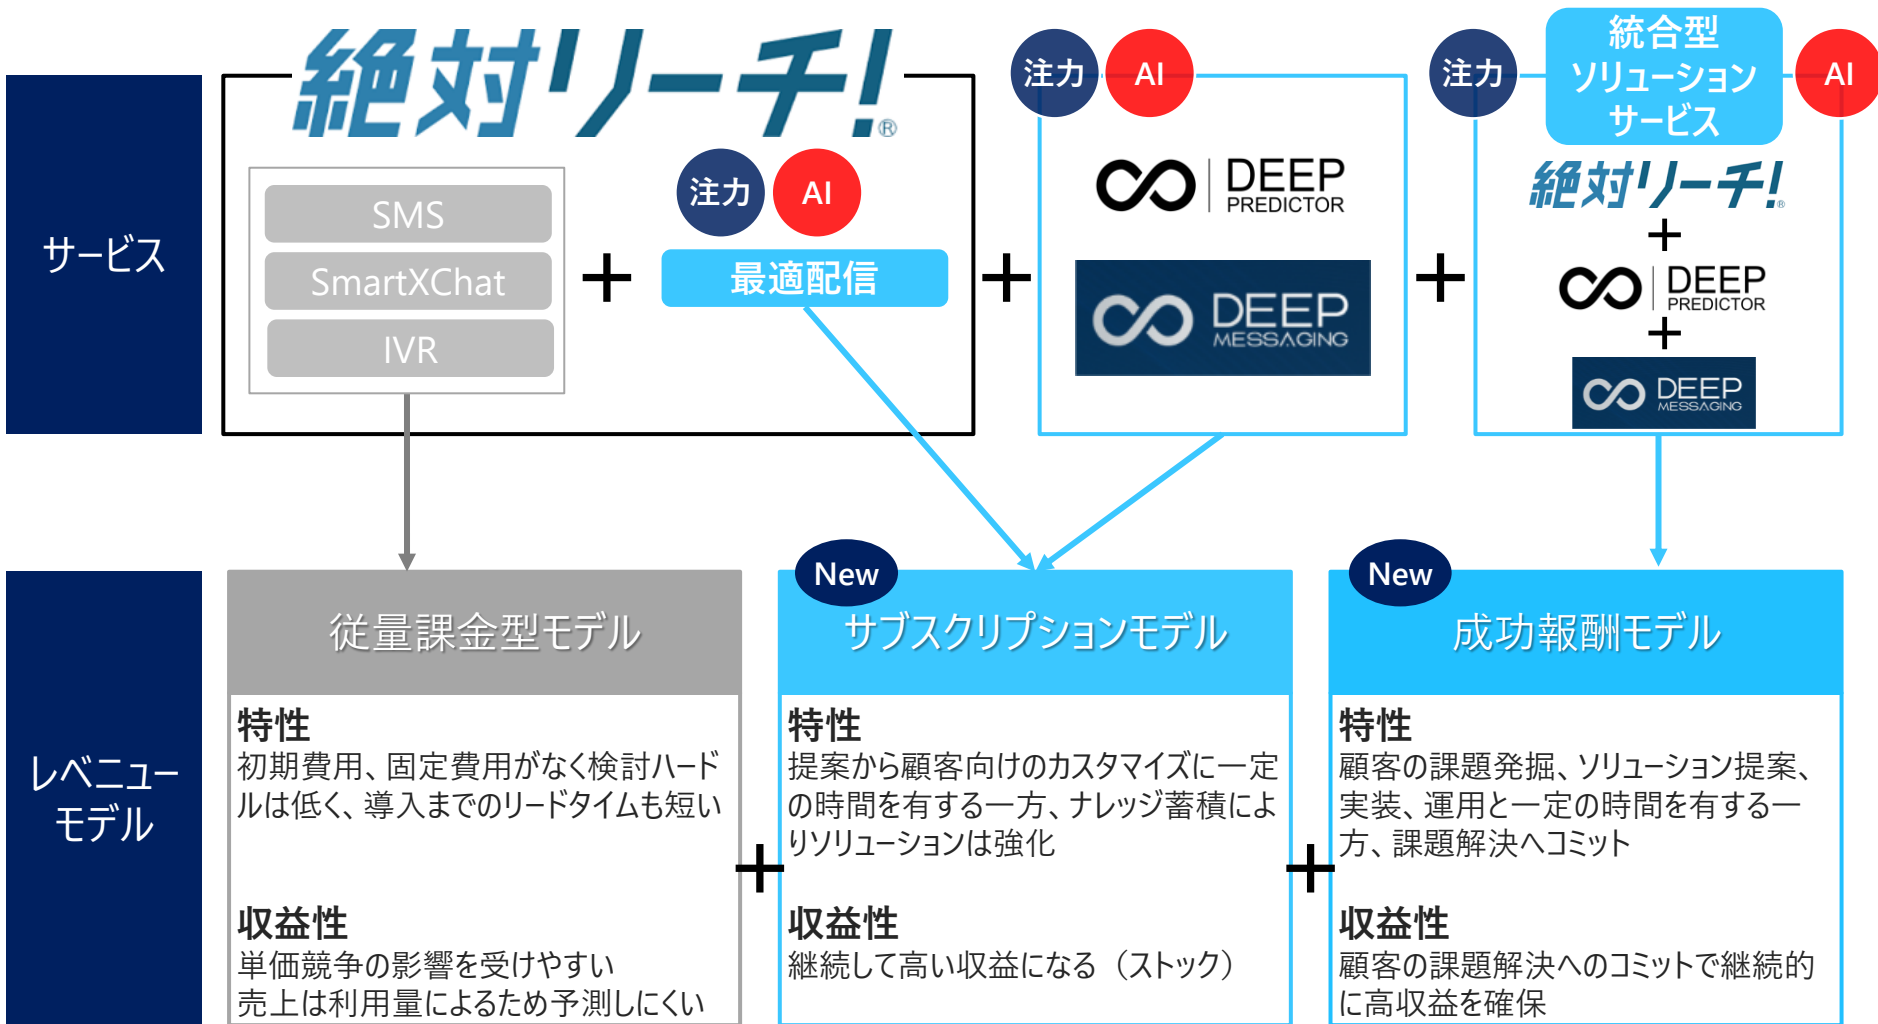 サービス
絶対リーチ!®
SMS
SmartXChat
IVR
+
注力
AI
最適配信
+
注力
AI
DEEP
PREDICTOR
DEEP
MESSAGING
+
注力
統合型
ソリューション
サービス
AI
絶対リーチ!®
+
DEEP
PREDICTOR
+
DEEP
MESSAGING
レベニュー
モデル
従量課金型モデル
特性
初期費用、固定費用がなく検討ハード
ルは低く、導入までのリードタイムも短い
収益性
単価競争の影響を受けやすい
売上は利用量によるため予測しにくい
+
New
サブスクリプションモデル
特性
提案から顧客向けのカスタマイズに一定
の時間を有する一方、ナレッジ蓄積によ
りソリューションは強化
収益性
継続して高い収益になる（ストック）
+
New
成功報酬モデル
特性
顧客の課題発掘、ソリューション提案、
実装、運用と一定の時間を有する一
方、課題解決へコミット
収益性
顧客の課題解決へのコミットで継続的
に高収益を確保